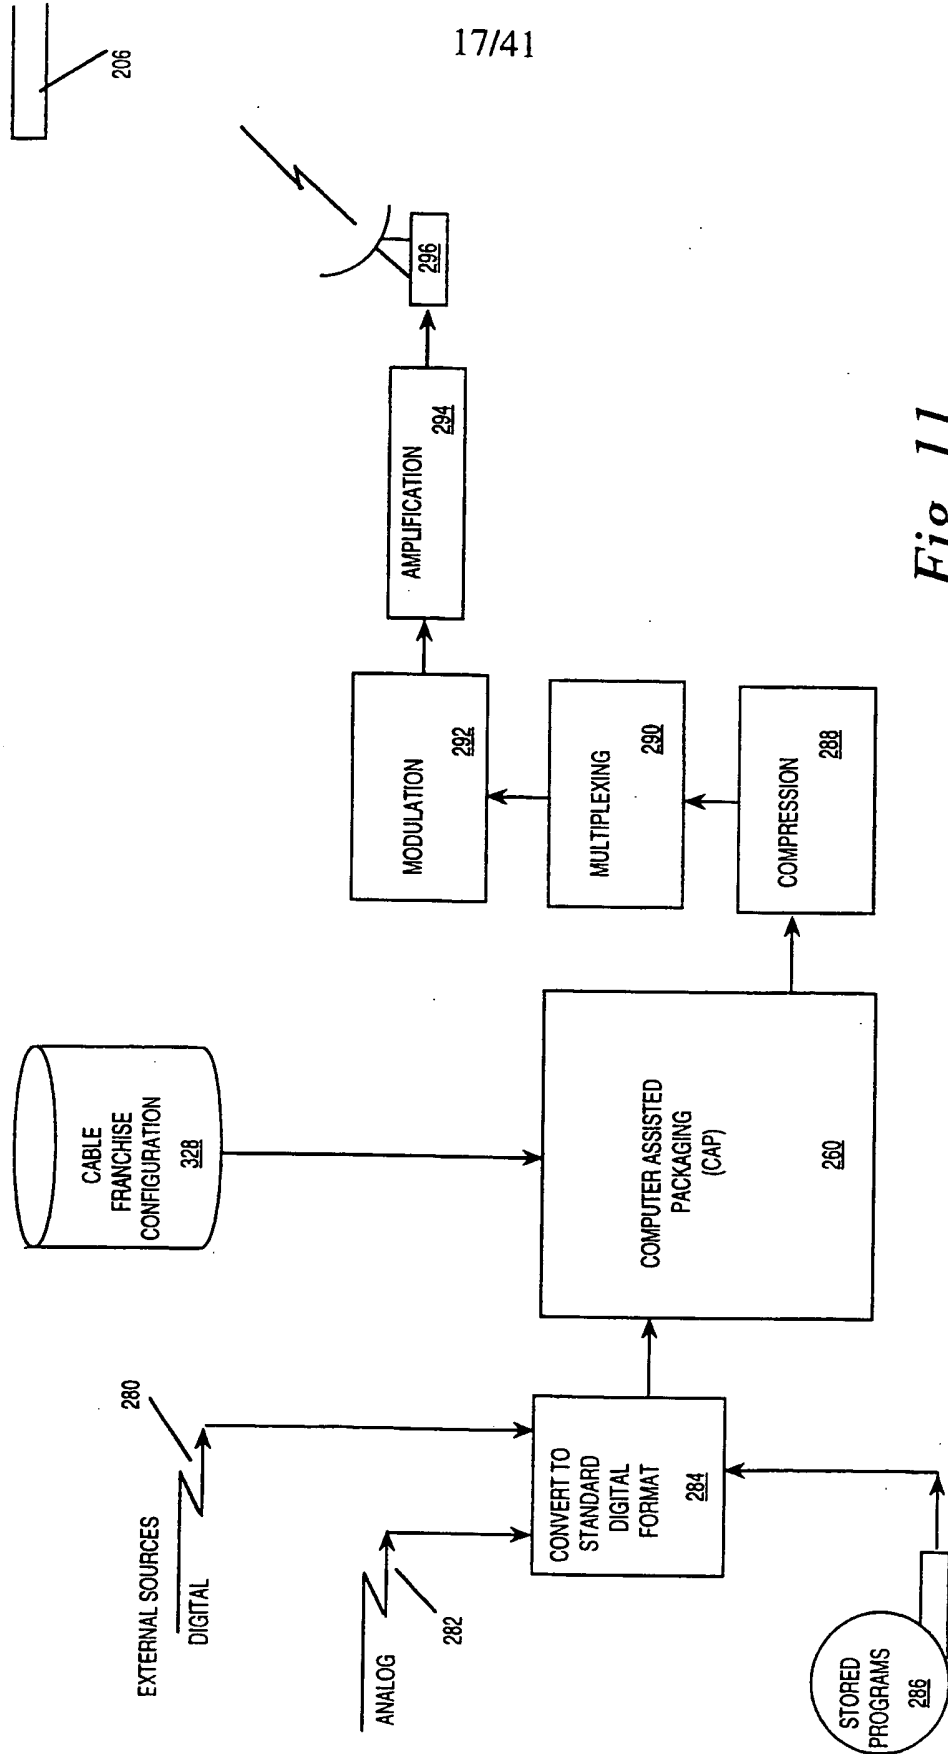 17/41
206
EXTERNAL SOURCES
DIGITAL
280
ANALOG
282
CABLE
FRANCHISE
CONFIGURATION
328
CONVERT TO
STANDARD
DIGITAL
FORMAT
284
STORED
PROGRAMS
286
COMPUTER ASSISTED
PACKAGING
(CAP)
260
COMPRESSION
288
MULTIPLEXING
290
MODULATION
292
AMPLIFICATION
294
296
Fig. 11